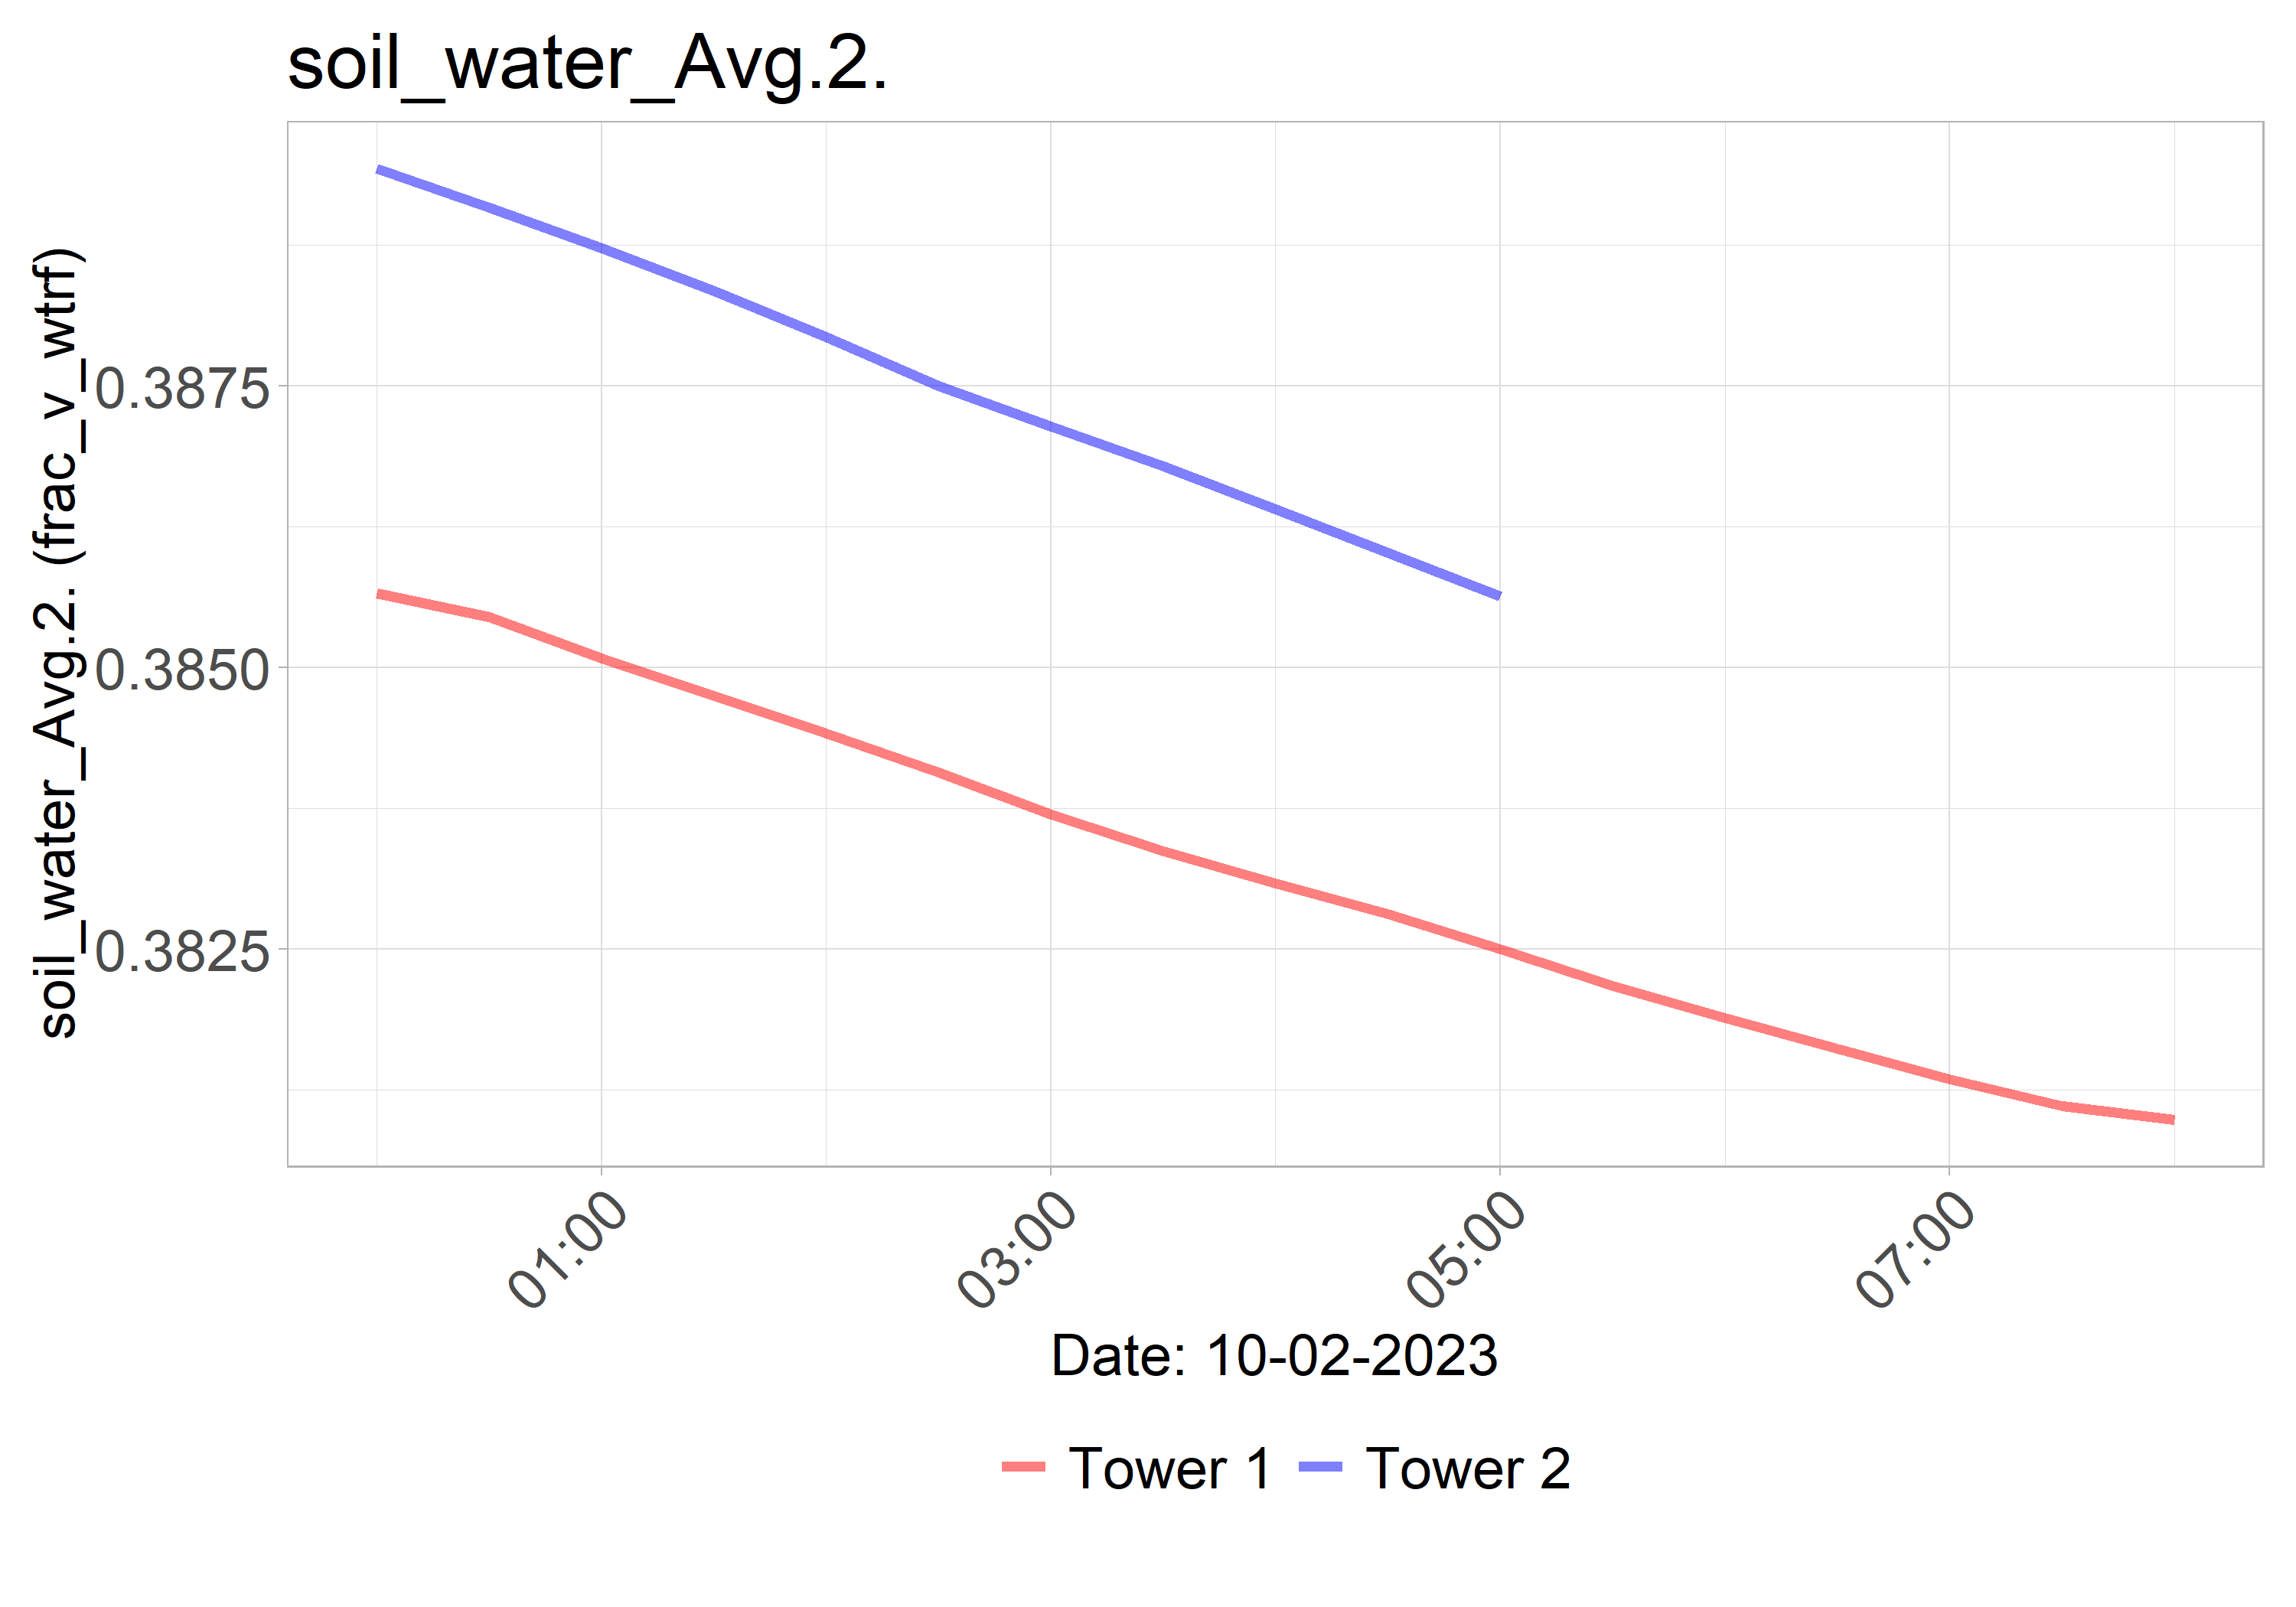 soil_water_Avg.2.
soil_water_Avg.2. (frac_v_wtrf)
0.3875
0.3850
0.3825
01:00
03:00
05:00
07:00
Date: 10-02-2023
Tower 1
Tower 2